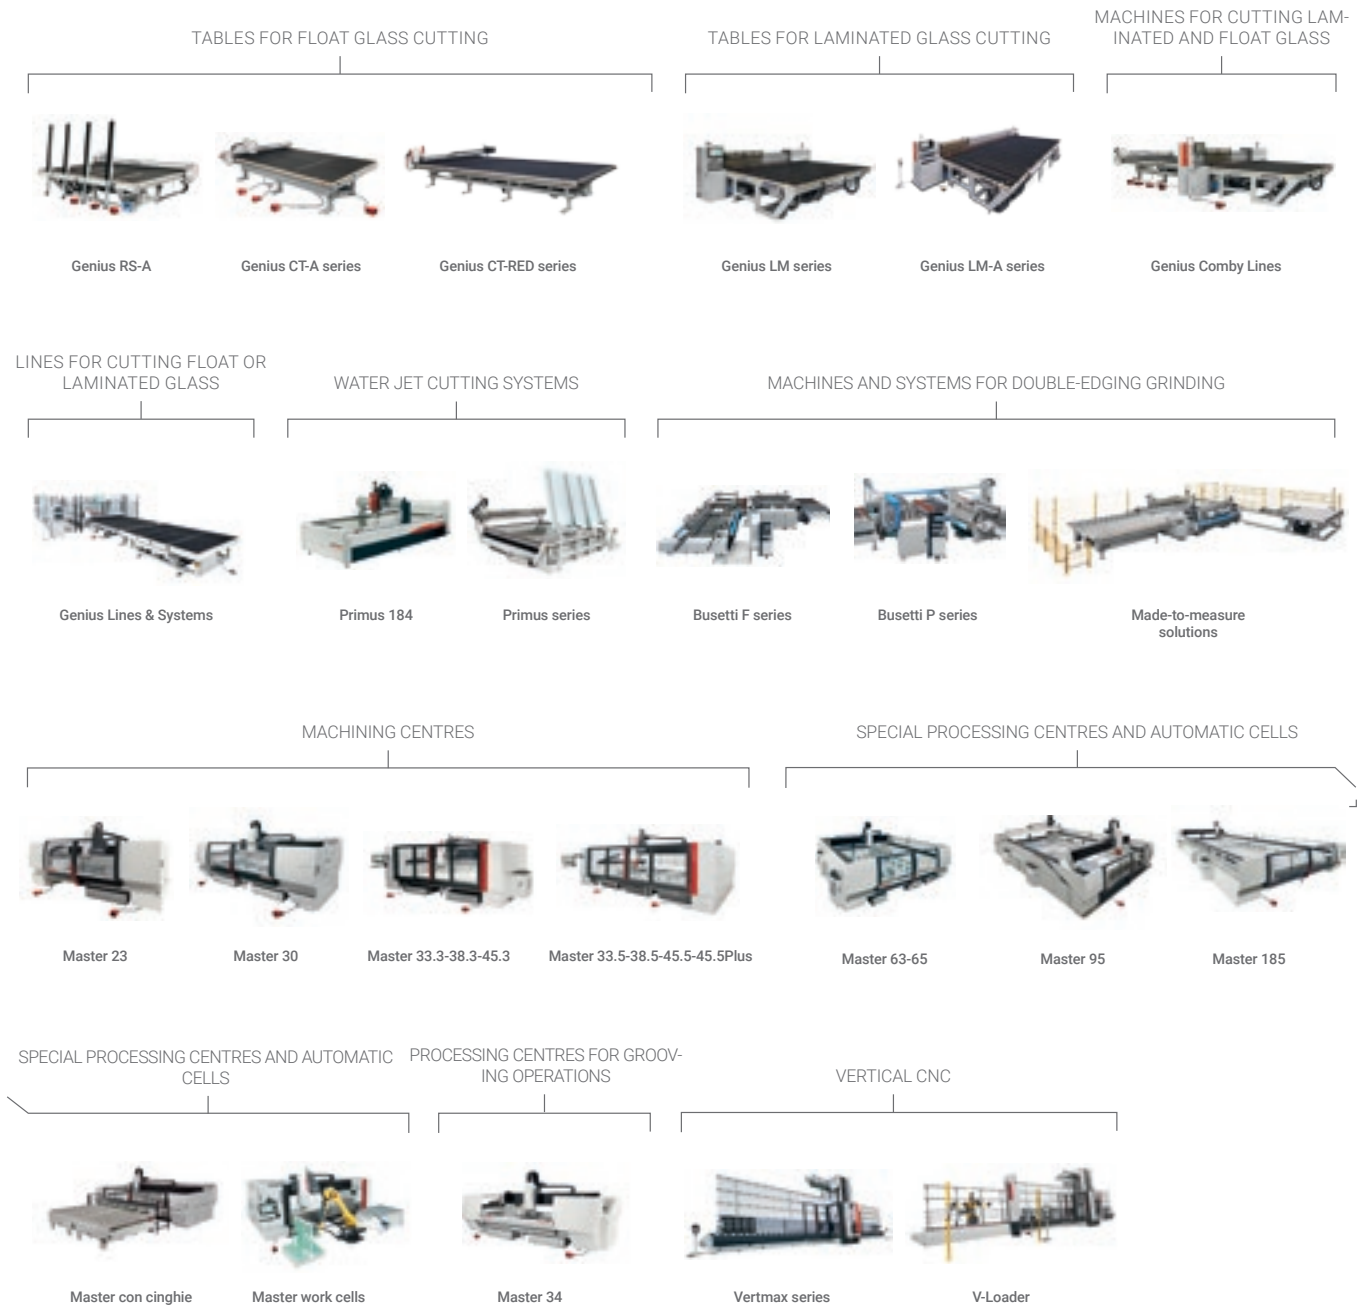 TABLES FOR FLOAT GLASS CUTTING
TABLES FOR LAMINATED GLASS CUTTING
MACHINES FOR CUTTING LAM-
INATED AND FLOAT GLASS
Genius RS-A
Genius CT-A series
Genius CT-RED series
Genius LM series
Genius LM-A series
Genius Comby Lines
LINES FOR CUTTING FLOAT OR
LAMINATED GLASS
WATER JET CUTTING SYSTEMS
MACHINES AND SYSTEMS FOR DOUBLE-EDGING GRINDING
Genius Lines & Systems
Primus 184
Primus series
Busetti F series
Busetti P series
Made-to-measure
solutions
MACHINING CENTRES
SPECIAL PROCESSING CENTRES AND AUTOMATIC CELLS
Master 23
Master 30
Master 33.3-38.3-45.3
Master 33.5-38.5-45.5-45.5Plus
Master 63-65
Master 95
Master 185
SPECIAL PROCESSING CENTRES AND AUTOMATIC
CELLS
PROCESSING CENTRES FOR GROOV-
ING OPERATIONS
VERTICAL CNC
Master con cinghie
Master work cells
Master 34
Vertmax series
V-Loader